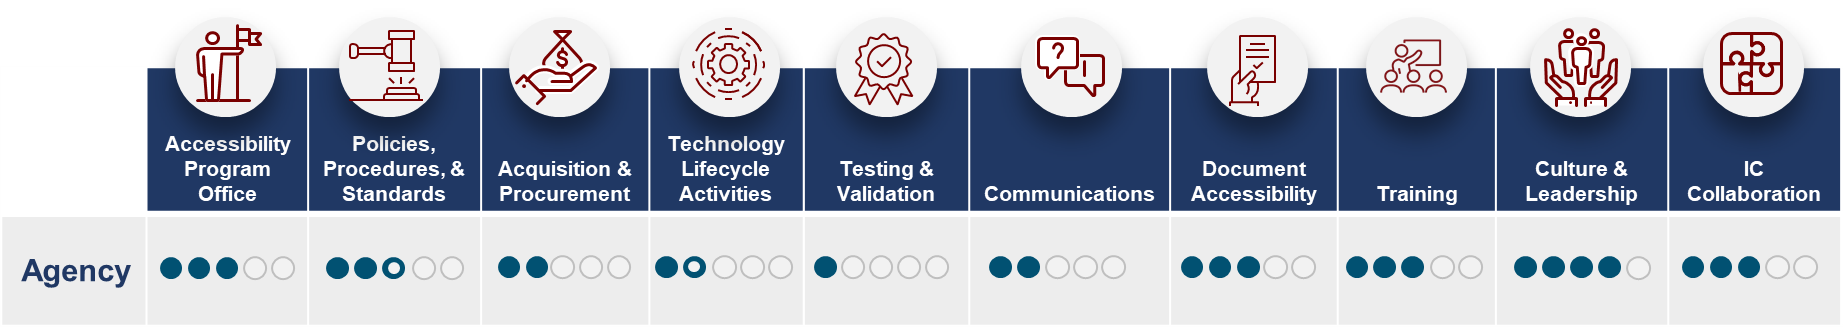 Accessibility
Program
Office
Policies,
Procedures, &
Standards
Acquisition &
Procurement
Technology
Lifecycle
Activities
Testing &
Validation
Communications
Document
Accessibility
Training
Culture &
Leadership
IC
Collaboration
Agency